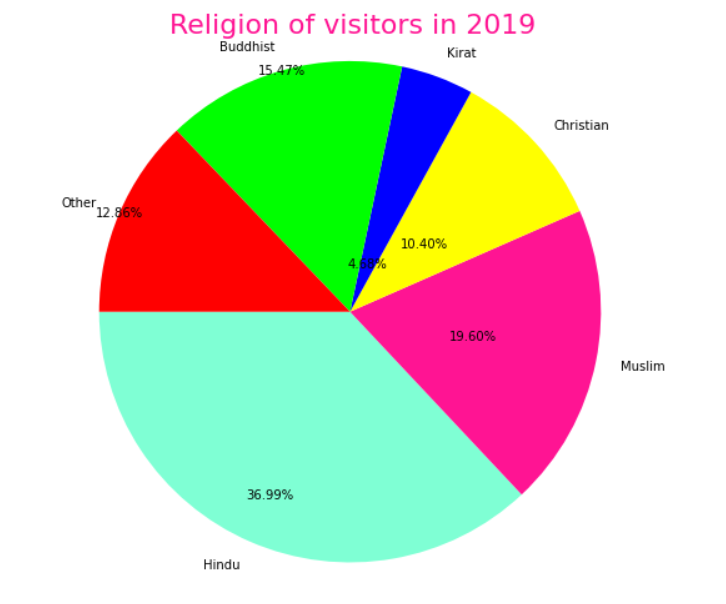 Religion of visitors in 2019
Buddhist
Kirat
15.47%
Christian
Other
12.86%
10.40%
4.68%
19.60%
Muslim
36.99%
Hindu